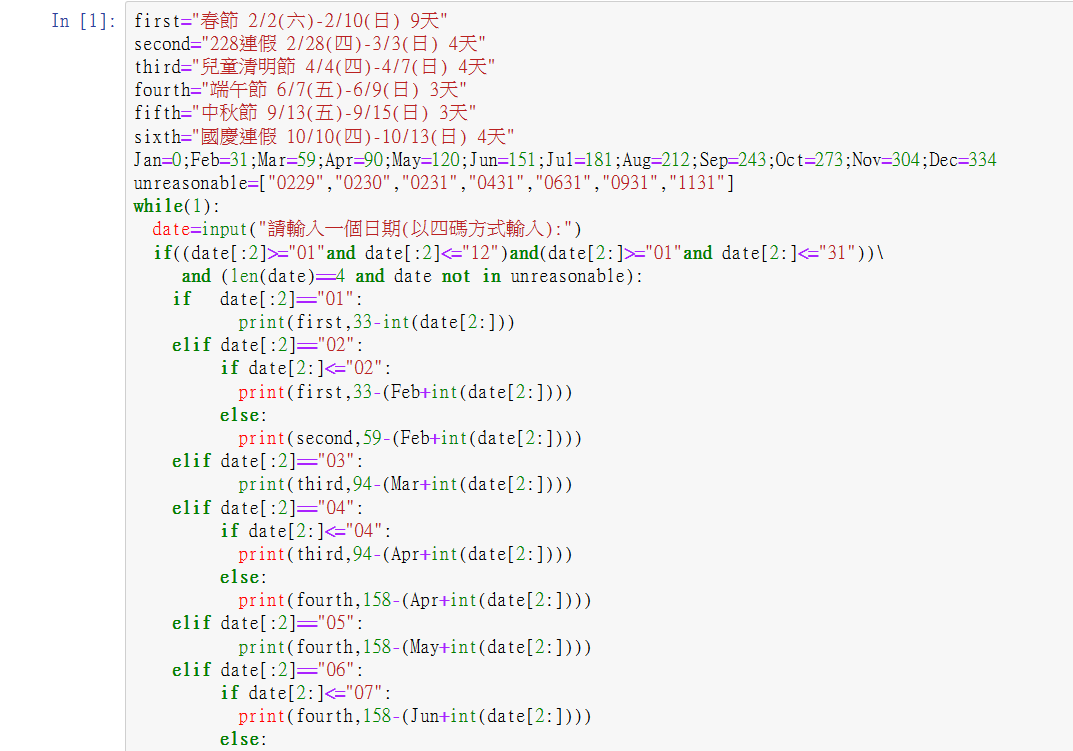 In [1]:
first="春節 2/2(六)-2/10(日) 9天"
second="228連假 2/28(四)-3/3(日) 4天"
third="兒童清明節 4/4(四)-4/7(日) 4天"
fourth="端午節 6/7(五)-6/9(日) 3天"
fifth="中秋節 9/13(五)-9/15(日) 3天"
sixth="國慶連假 10/10(四)-10/13(日) 4天"
Jan=0;Feb=31;Mar=59;Apr=90;May=120;Jun=151;Jul=181;Aug=212;Sep=243;Oct=273;Nov=304;Dec=334
unreasonable=["0229","0230","0231","0431","0631","0931","1131"]
while(1):
  date=input("請輸入一個日期(以四碼方式輸入):")
  if((date[:2]>="01"and date[:2]<="12")and(date[2:]>="01"and date[2:]<="31"))\
     and (len(date)==4 and date not in unreasonable):
    if   date[:2]=="01":
           print(first,33-int(date[2:]))
    elif date[:2]=="02":
         if date[2:]<="02":
           print(first,33-(Feb+int(date[2:])))
         else:
           print(second,59-(Feb+int(date[2:])))
    elif date[:2]=="03":
           print(third,94-(Mar+int(date[2:])))
    elif date[:2]=="04":
         if date[2:]<="04":
           print(third,94-(Apr+int(date[2:])))
         else:
           print(fourth,158-(Apr+int(date[2:])))
    elif date[:2]=="05":
           print(fourth,158-(May+int(date[2:])))
    elif date[:2]=="06":
         if date[2:]<="07":
           print(fourth,158-(Jun+int(date[2:])))
         else: